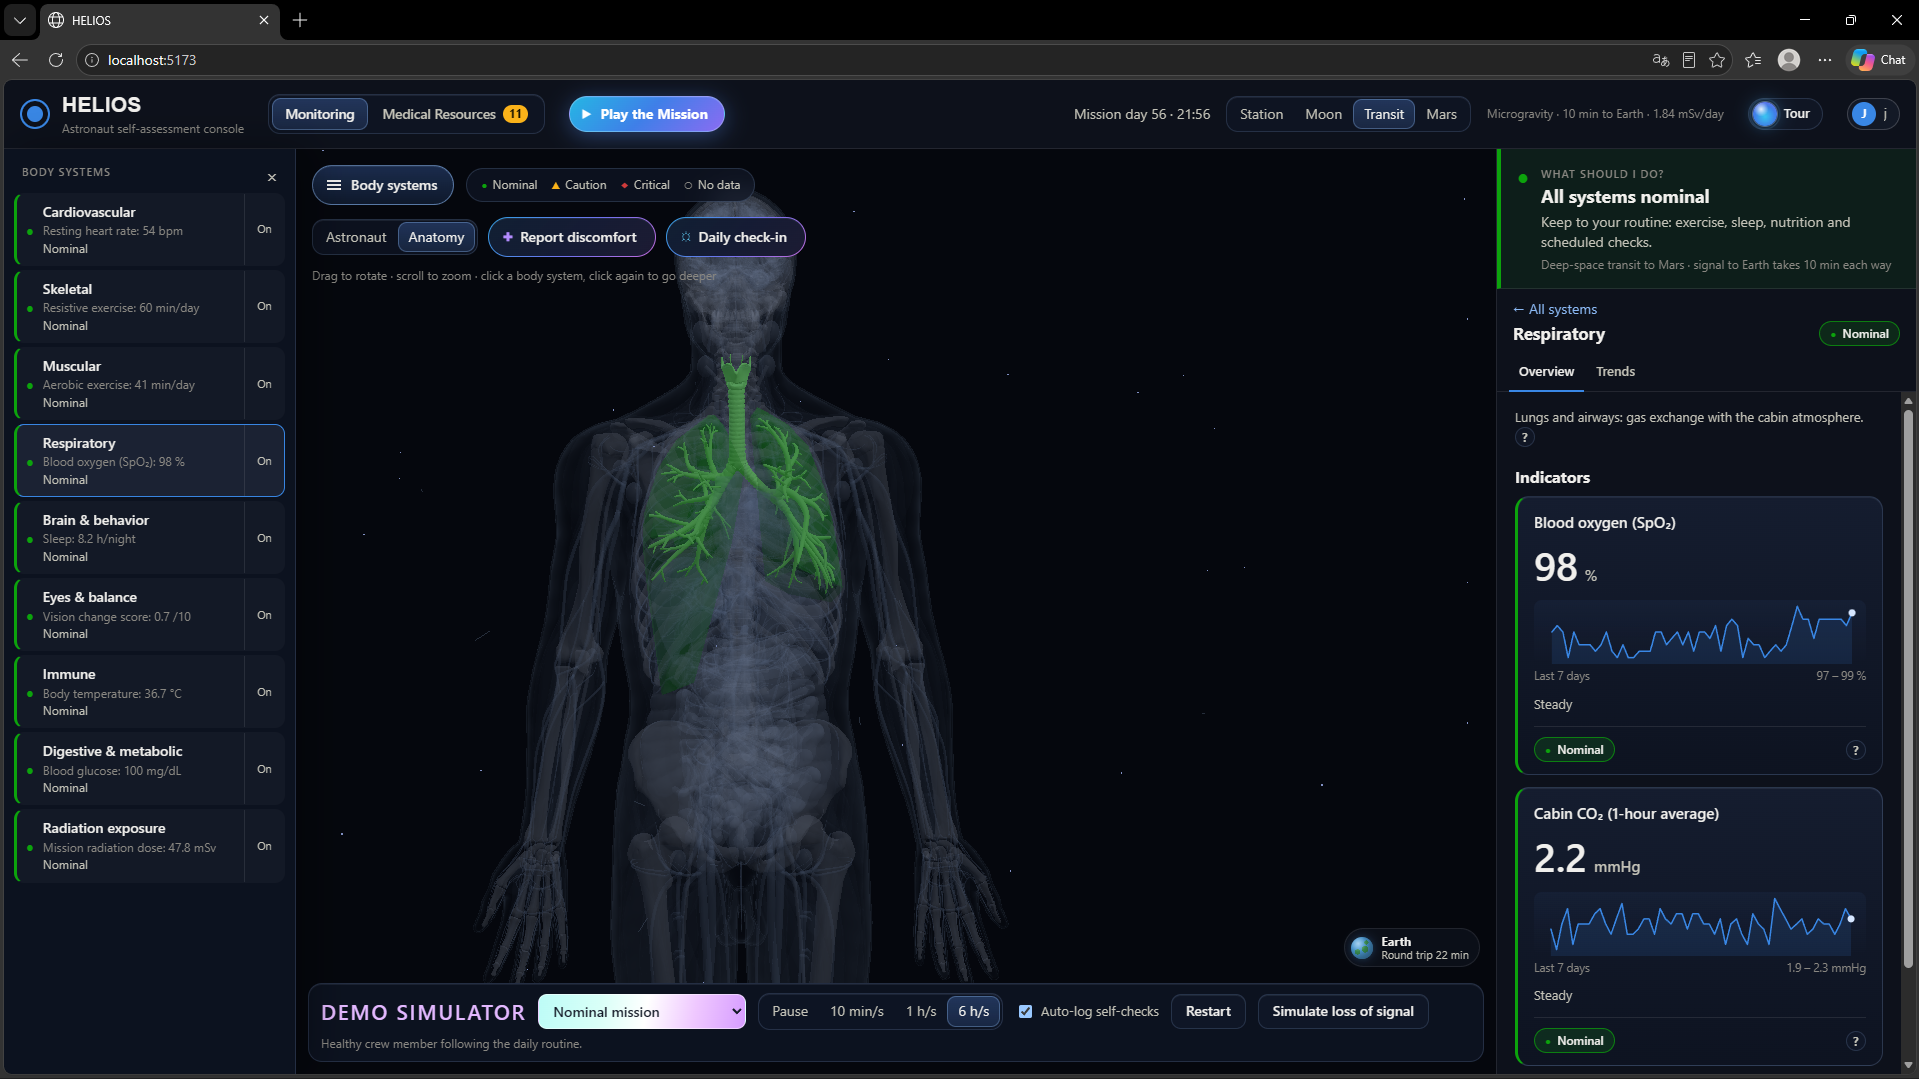 HELIOS
localhost:5173
Chat
HELIOS
Astronaut self-assessment console
Monitoring
Medical Resources 11
Play the Mission
Mission day 56 · 21:56
Station Moon Transit Mars
Microgravity · 10 min to Earth · 1.84 mSv/day
Tour
J j
BODY SYSTEMS
Cardiovascular
Resting heart rate: 54 bpm
Nominal
On
Skeletal
Resistive exercise: 60 min/day
Nominal
On
Muscular
Aerobic exercise: 41 min/day
Nominal
On
Respiratory
Blood oxygen (SpO₂): 98 %
Nominal
On
Brain & behavior
Sleep: 8.2 h/night
Nominal
On
Eyes & balance
Vision change score: 0.7 /10
Nominal
On
Immune
Body temperature: 36.7 °C
Nominal
On
Digestive & metabolic
Blood glucose: 100 mg/dL
Nominal
On
Radiation exposure
Mission radiation dose: 47.8 mSv
Nominal
On
Body systems
Nominal Caution Critical No data
Astronaut Anatomy
Report discomfort
Daily check-in
Drag to rotate · scroll to zoom · click a body system, click again to go deeper
Earth
Round trip 22 min
DEMO SIMULATOR
Nominal mission
Pause 10 min/s 1 h/s 6 h/s
Auto-log self-checks
Restart
Simulate loss of signal
Healthy crew member following the daily routine.
WHAT SHOULD I DO?
All systems nominal
Keep to your routine: exercise, sleep, nutrition and
scheduled checks.
Deep-space transit to Mars · signal to Earth takes 10 min each way
← All systems
Respiratory
Nominal
Overview Trends
Lungs and airways: gas exchange with the cabin atmosphere.
?
Indicators
Blood oxygen (SpO₂)
98 %
Last 7 days
97 – 99 %
Steady
Nominal
?
Cabin CO₂ (1-hour average)
2.2 mmHg
Last 7 days
1.9 – 2.3 mmHg
Steady
Nominal
?